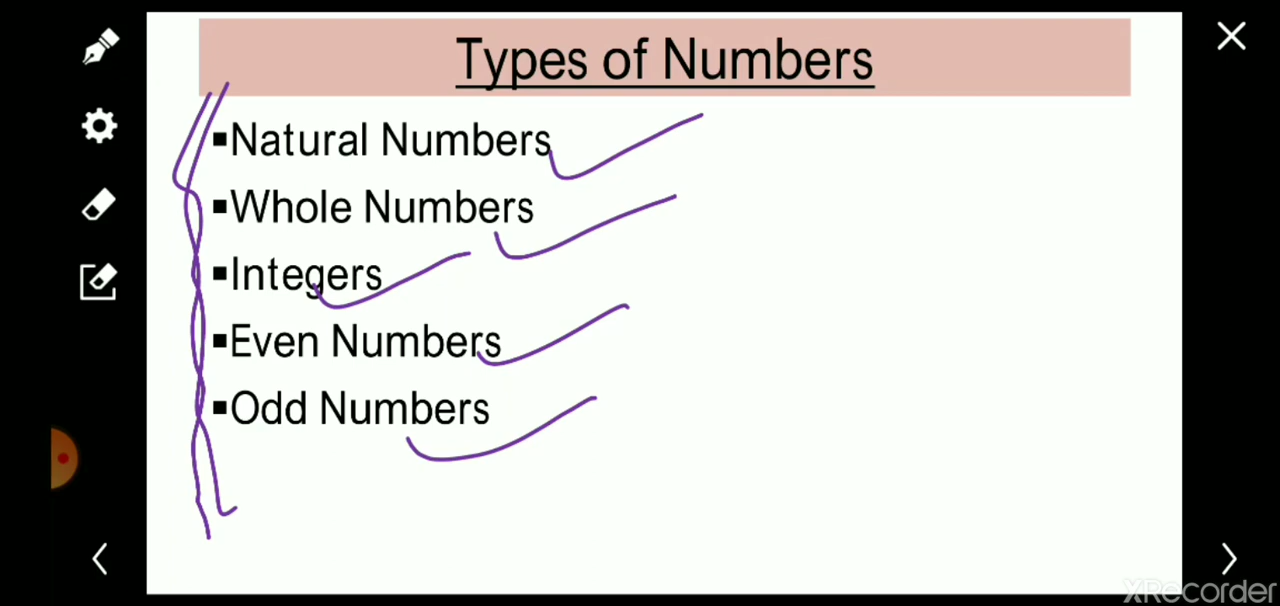 Types of Numbers
▪Natural Numbers
▪Whole Numbers
▪Integers
▪Even Numbers
▪Odd Numbers
XRecorder